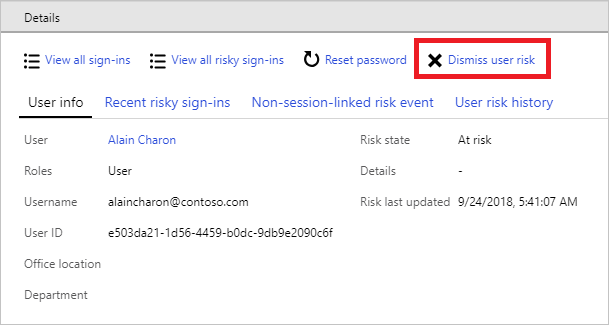 Details
View all sign-ins View all risky sign-ins Reset password Dismiss user risk
User info Recent risky sign-ins Non-session-linked risk event User risk history
User Alain Charon Risk state At risk
Roles User Details -
Username alaincharon@contoso.com Risk last updated 9/24/2018, 5:41:07 AM
User ID e503da21-1d56-4459-b0dc-9db9e2090c6f
Office location
Department